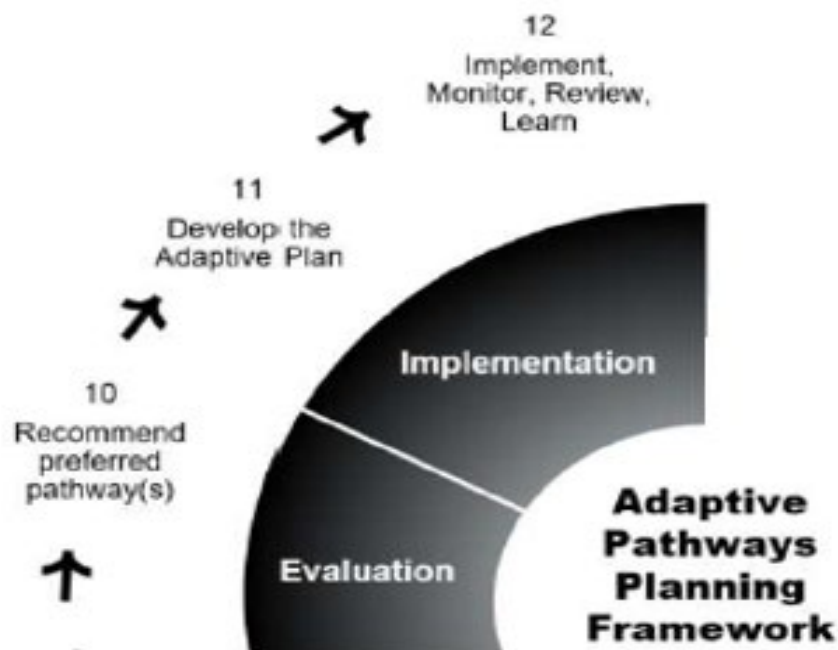 12
Implement,
Monitor, Review,
Learn
11
Develop the
Adaptive Plan
10
Recommend
preferred
pathway(s)
Implementation
Evaluation
Adaptive
Pathways
Planning
Framework